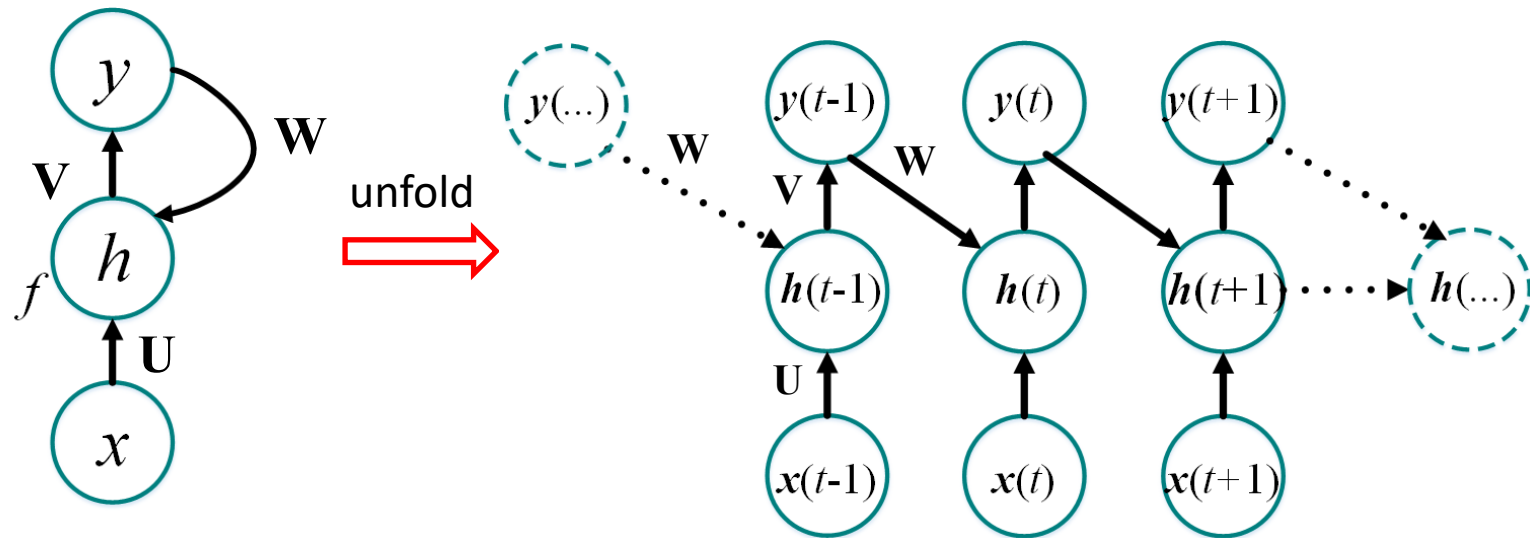 y
W
V
h
f
U
x
unfold
y(...)
W
y(t-1)
W
y(t)
y(t+1)
V
h(t-1)
h(t)
h(t+1)
h(...)
U
x(t-1)
x(t)
x(t+1)